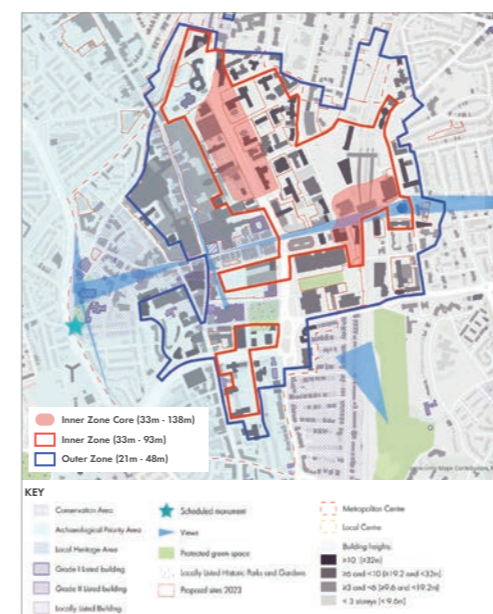 Inner Zone Core (33m - 138m)
Inner Zone (33m - 93m)
Outer Zone (21m - 48m)
KEY
Conservation Area
Archaeological Priority Area
Local Heritage Area
Grade I Listed building
Grade II Listed building
Locally Listed Building
Scheduled monument
Views
Protected green space
Locally Listed Historic Parks and Gardens
Proposal sites 2023
Metropolitan Centre
Local Centre
Building heights: